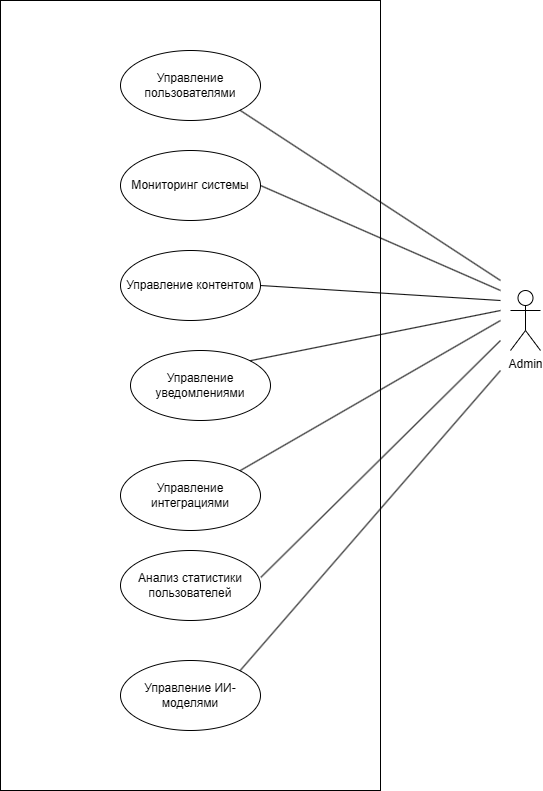 Управление
пользователями
Мониторинг системы
Управление контентом
Управление
уведомлениями
Управление
интеграциями
Анализ статистики
пользователей
Управление ИИ-
моделями
Admin